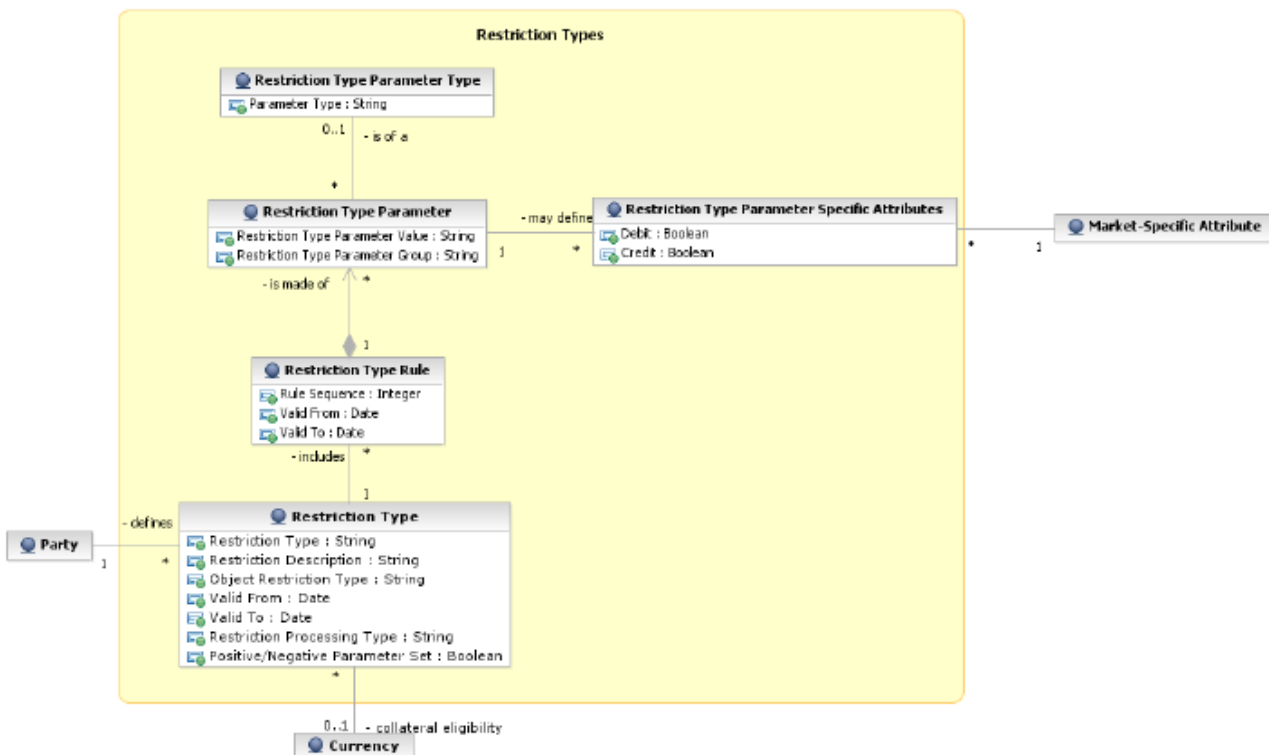 Restriction Types
Restriction Type Parameter Type
Parameter Type : String
0..1
- is of a
*
Restriction Type Parameter
Restriction Type Parameter Value : String
Restriction Type Parameter Group : String
- may define
1
*
Restriction Type Parameter Specific Attributes
Debit : Boolean
Credit : Boolean
*
1
Market-Specific Attribute
- is made of
*
1
Restriction Type Rule
Rule Sequence : Integer
Valid From : Date
Valid To : Date
- includes
*
1
Party
1
- defines
*
Restriction Type
Restriction Type : String
Restriction Description : String
Object Restriction Type : String
Valid From : Date
Valid To : Date
Restriction Processing Type : String
Positive/Negative Parameter Set : Boolean
*
0..1
- collateral eligibility
Currency